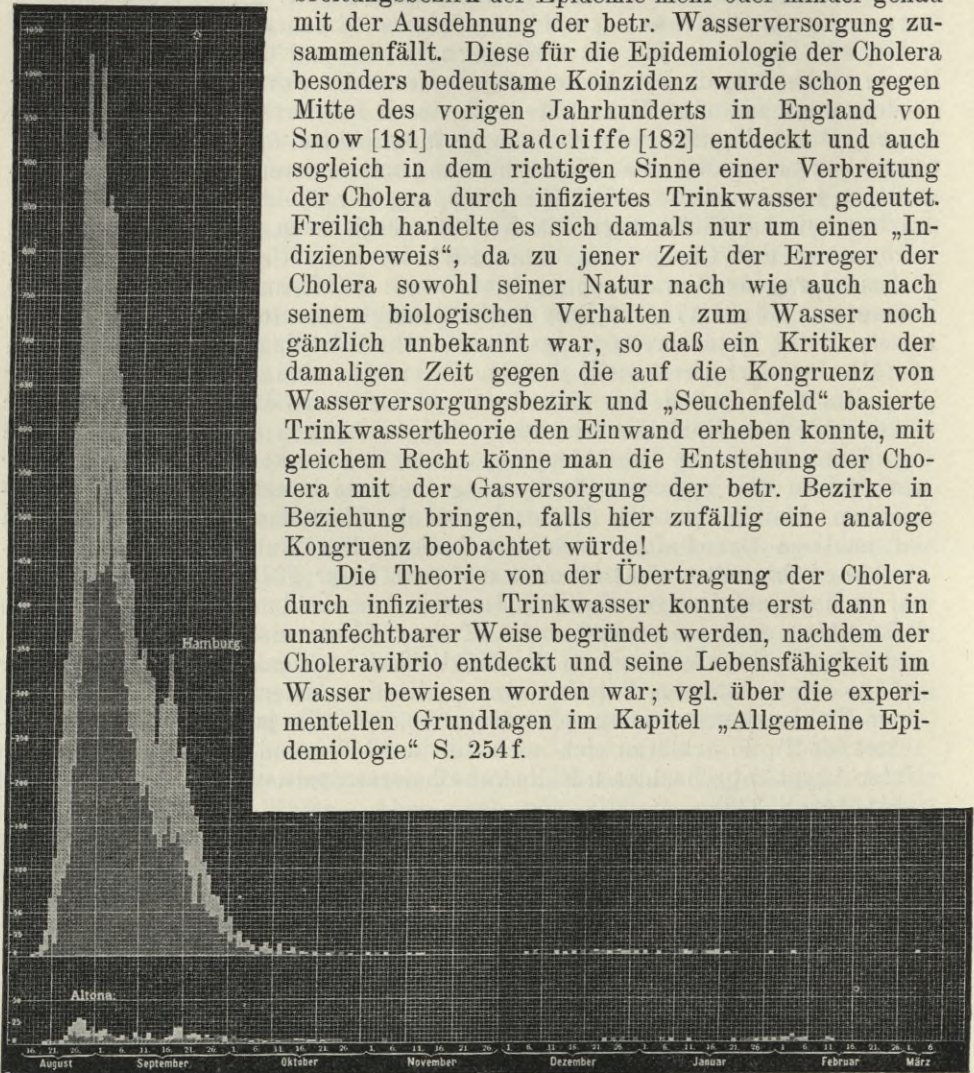 mit der Ausdehnung der betr. Wasserversorgung zu-
sammenfällt. Diese für die Epidemiologie der Cholera
besonders bedeutsame Koinzidenz wurde schon gegen
Mitte des vorigen Jahrhunderts in England von
Snow [181] und Radcliffe [182] entdeckt und auch
sogleich in dem richtigen Sinne einer Verbreitung
der Cholera durch infiziertes Trinkwasser gedeutet.
Freilich handelte es sich damals nur um einen „In-
dizienbeweis“, da zu jener Zeit der Erreger der
Cholera sowohl seiner Natur nach wie auch nach
seinem biologischen Verhalten zum Wasser noch
gänzlich unbekannt war, so daß ein Kritiker der
damaligen Zeit gegen die auf die Kongruenz von
Wasserversorgungsbezirk und „Seuchenfeld“ basierte
Trinkwassertheorie den Einwand erheben konnte, mit
gleichem Recht könne man die Entstehung der Cho-
lera mit der Gasversorgung der betr. Bezirke in
Beziehung bringen, falls hier zufällig eine analoge
Kongruenz beobachtet würde!
Die Theorie von der Übertragung der Cholera
durch infiziertes Trinkwasser konnte erst dann in
unanfechtbarer Weise begründet werden, nachdem der
Choleravibrio entdeckt und seine Lebensfähigkeit im
Wasser bewiesen worden war; vgl. über die experi-
mentellen Grundlagen im Kapitel „Allgemeine Epi-
demiologie“ S. 254 f.
Hamburg.
Altona.
August September Oktober November Dezember Januar Februar März